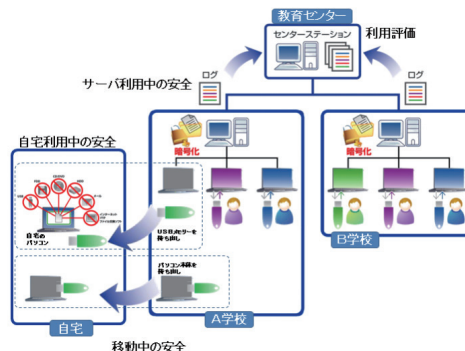 教育センター
センターステーション
利用評価
ログ
ログ
サーバ利用中の安全
暗号化
暗号化
自宅利用中の安全
自宅の
パソコン
USBメモリーを
持ち出し
パソコン本体を
持ち出し
B学校
A学校
自宅
移動中の安全